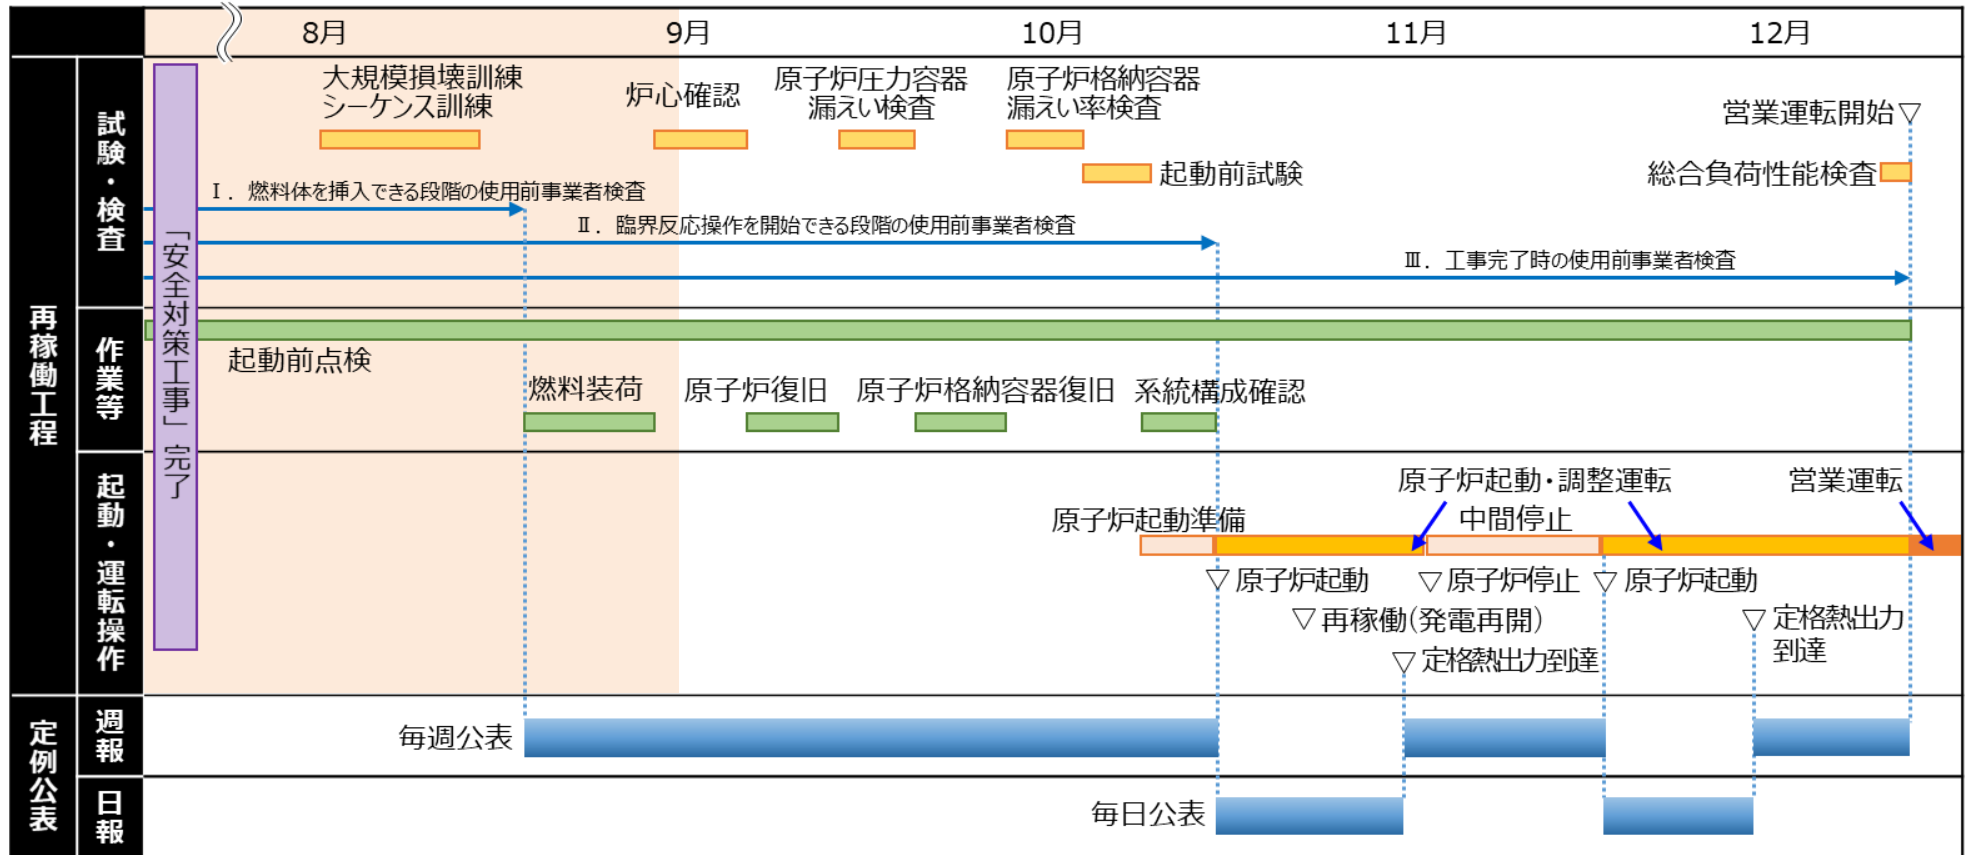 8月
9月
10月
11月
12月
再稼働工程
試験・検査
「安全対策工事」完了
大規模損壊訓練
シーケンス訓練
炉心確認
原子炉圧力容器
漏えい検査
原子炉格納容器
漏えい率検査
起動前試験
営業運転開始▽
総合負荷性能検査
Ⅰ．燃料体を挿入できる段階の使用前事業者検査
Ⅱ．臨界反応操作を開始できる段階の使用前事業者検査
Ⅲ．工事完了時の使用前事業者検査
作業等
起動前点検
燃料装荷
原子炉復旧
原子炉格納容器復旧
系統構成確認
起動・運転操作
原子炉起動・調整運転
営業運転
原子炉起動準備
中間停止
▽原子炉起動
▽原子炉停止
▽原子炉起動
▽再稼働(発電再開)
▽定格熱出力
到達
▽定格熱出力到達
定例公表
週報
毎週公表
日報
毎日公表